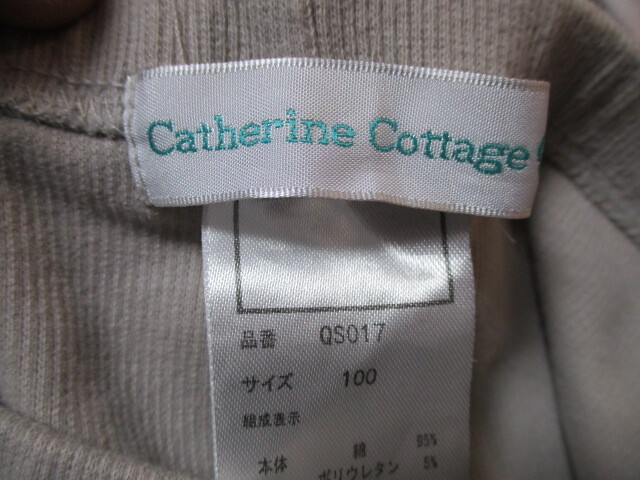 Catherine Cottage
品番 QS017
サイズ 100
組成表示
本体 綿 95%
ポリウレタン 5%